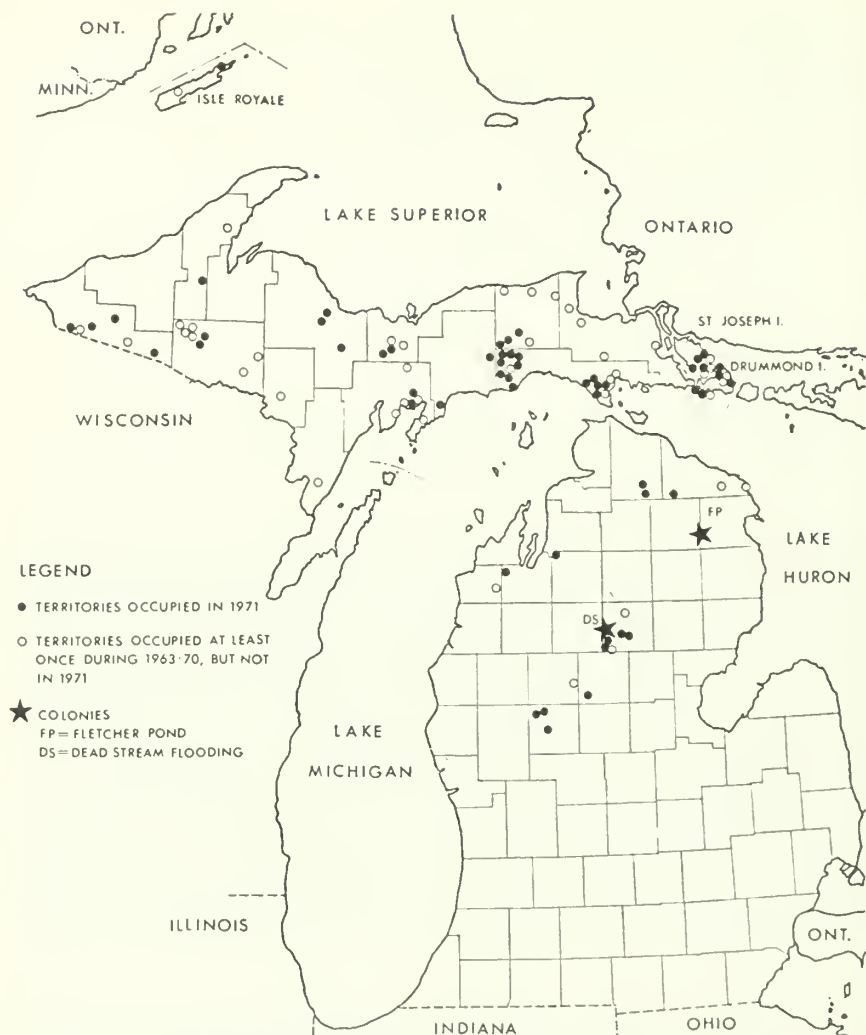 ONT.
MINN.
ISLE ROYALE
LAKE SUPERIOR
ONTARIO
ST JOSEPH I.
DRUMMOND I.
WISCONSIN
FP
LAKE
HURON
DS
LEGEND
● TERRITORIES OCCUPIED IN 1971
○ TERRITORIES OCCUPIED AT LEAST
ONCE DURING 1963-70, BUT NOT
IN 1971
★ COLONIES
FP=FLETCHER POND
DS=DEAD STREAM FLOODING
LAKE
MICHIGAN
ILLINOIS
ONT.
INDIANA
OHIO